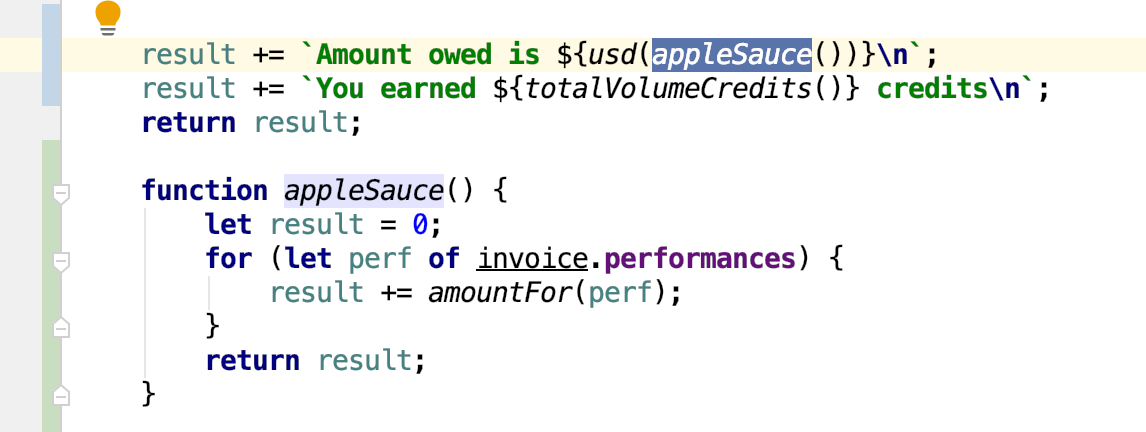 result += `Amount owed is ${usd(appleSauce())}\n`;
result += `You earned ${totalVolumeCredits()} credits\n`;
return result;
function appleSauce() {
let result = 0;
for (let perf of invoice.performances) {
result += amountFor(perf);
}
return result;
}